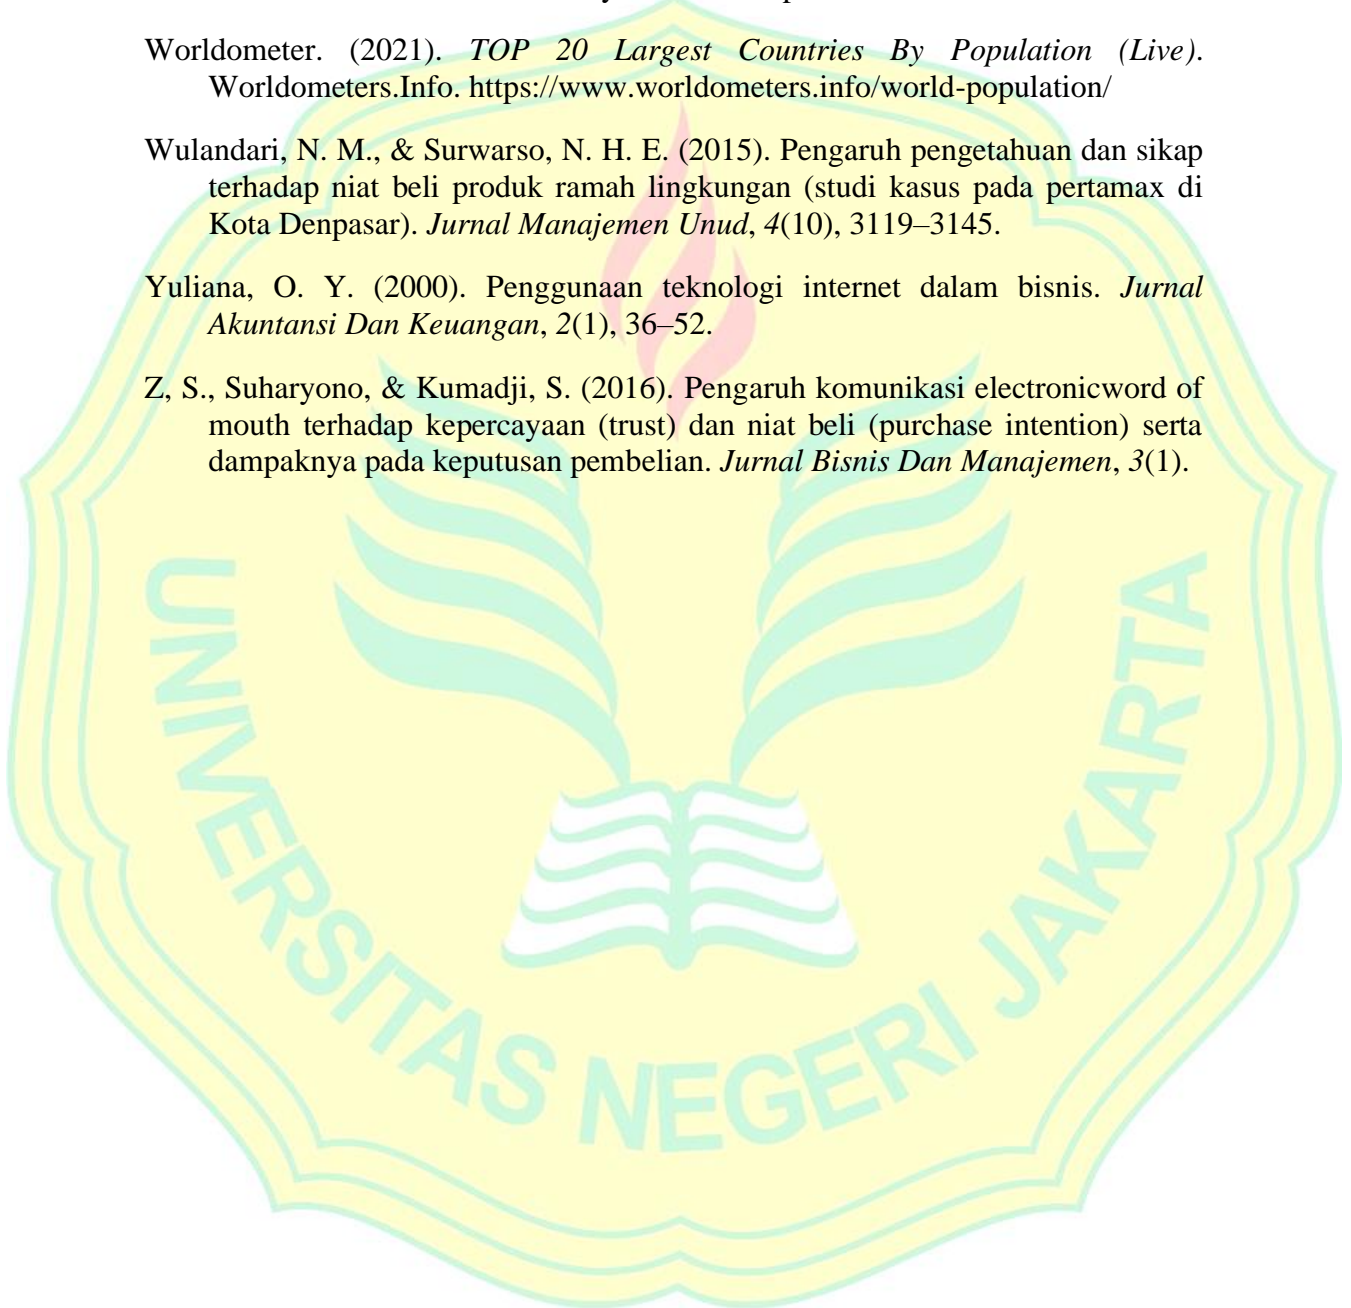 Worldometer. (2021). TOP 20 Largest Countries By Population (Live).
Worldometers.Info. https://www.worldometers.info/world-population/
Wulandari, N. M., & Surwarso, N. H. E. (2015). Pengaruh pengetahuan dan sikap
terhadap niat beli produk ramah lingkungan (studi kasus pada pertamax di
Kota Denpasar). Jurnal Manajemen Unud, 4(10), 3119–3145.
Yuliana, O. Y. (2000). Penggunaan teknologi internet dalam bisnis. Jurnal
Akuntansi Dan Keuangan, 2(1), 36–52.
Z, S., Suharyono, & Kumadji, S. (2016). Pengaruh komunikasi electronicword of
mouth terhadap kepercayaan (trust) dan niat beli (purchase intention) serta
dampaknya pada keputusan pembelian. Jurnal Bisnis Dan Manajemen, 3(1).
UNIVERSITAS NEGERI JAKARTA